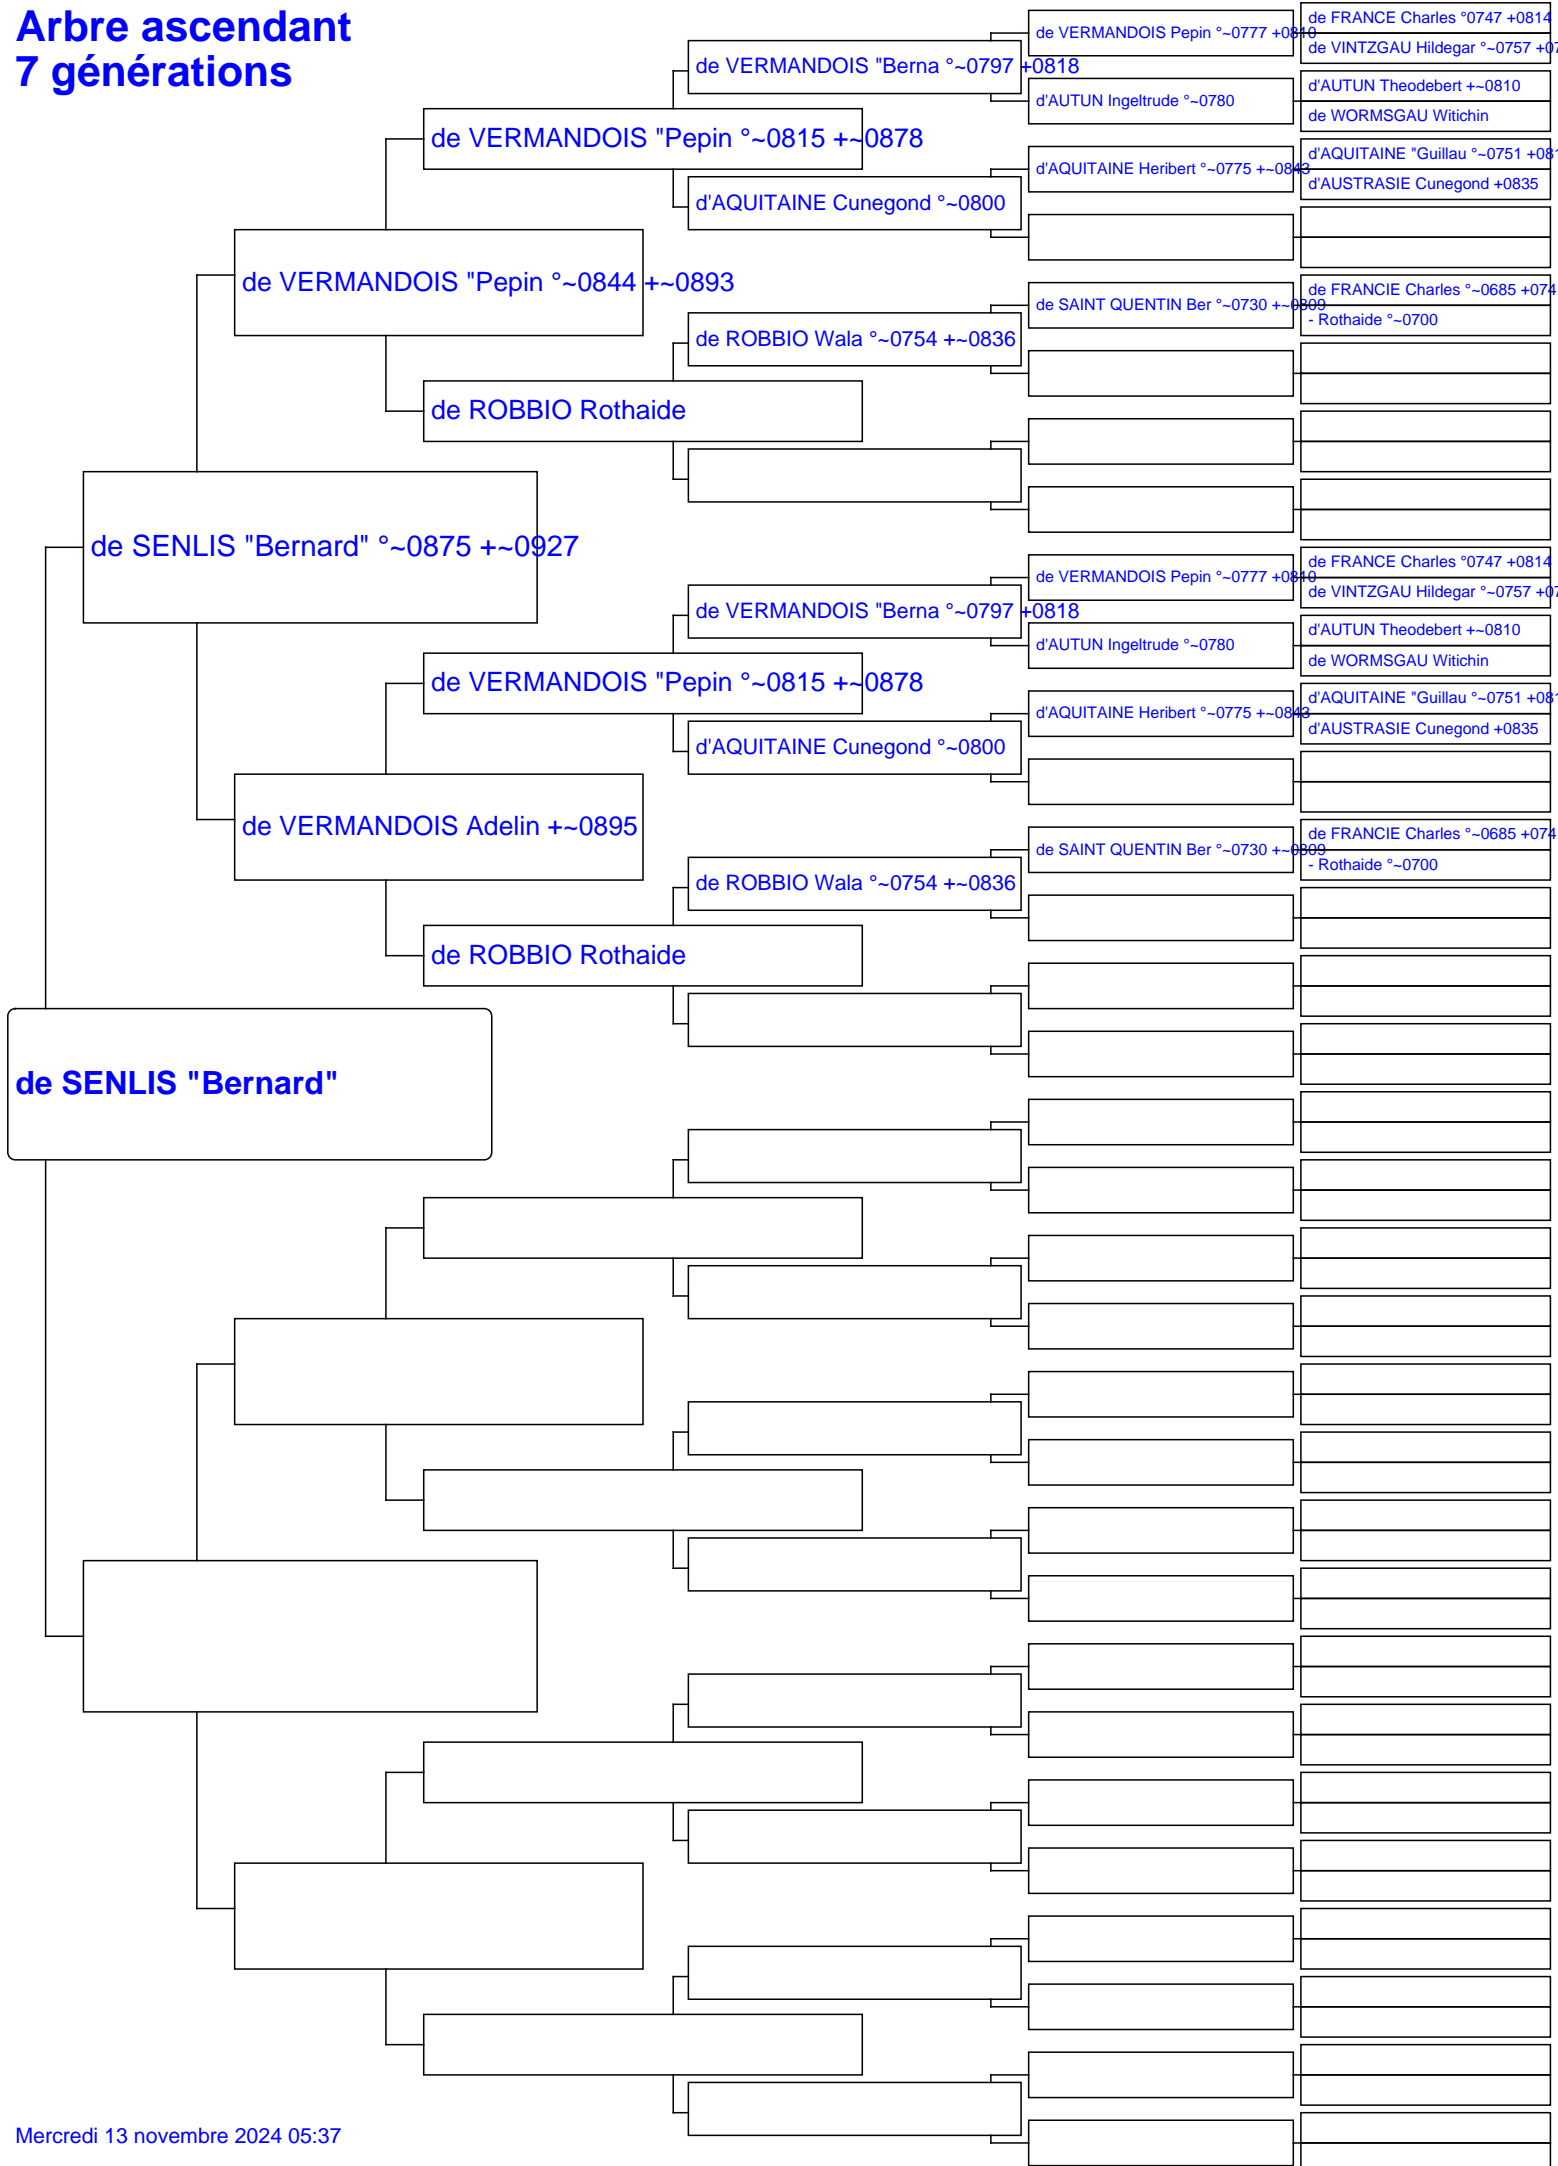 Arbre ascendant
7 générations
de FRANCE Charles °0747 +0814
de VERMANDOIS Pepin °~0777 +0810
de VINTZGAU Hildegar °~0757 +07
de VERMANDOIS "Berna °~0797 +0818
d'AUTUN Theodebert +~0810
d'AUTUN Ingeltrude °~0780
de WORMSGAU Witichin
de VERMANDOIS "Pepin °~0815 +~0878
d'AQUITAINE "Guillau °~0751 +081
d'AQUITAINE Heribert °~0775 +~0843
d'AUSTRASIE Cunegond +0835
d'AQUITAINE Cunegond °~0800
de VERMANDOIS "Pepin °~0844 +~0893
de FRANCIE Charles °~0685 +074
de SAINT QUENTIN Ber °~0730 +~0809
- Rothaide °~0700
de ROBBIO Wala °~0754 +~0836
de ROBBIO Rothaide
de SENLIS "Bernard" °~0875 +~0927
de FRANCE Charles °0747 +0814
de VERMANDOIS Pepin °~0777 +0810
de VINTZGAU Hildegar °~0757 +07
de VERMANDOIS "Berna °~0797 +0818
d'AUTUN Theodebert +~0810
d'AUTUN Ingeltrude °~0780
de WORMSGAU Witichin
de VERMANDOIS "Pepin °~0815 +~0878
d'AQUITAINE "Guillau °~0751 +081
d'AQUITAINE Heribert °~0775 +~0843
d'AUSTRASIE Cunegond +0835
d'AQUITAINE Cunegond °~0800
de VERMANDOIS Adelin +~0895
de FRANCIE Charles °~0685 +074
de SAINT QUENTIN Ber °~0730 +~0809
- Rothaide °~0700
de ROBBIO Wala °~0754 +~0836
de ROBBIO Rothaide
de SENLIS "Bernard"
Mercredi 13 novembre 2024 05:37